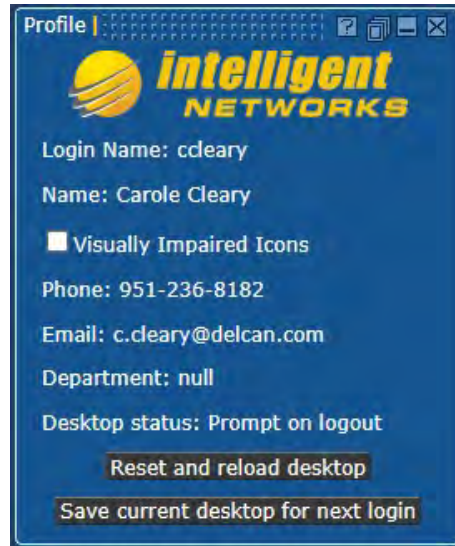 Profile
?
intelligent
NETWORKS
Login Name: ccleary
Name: Carole Cleary
Visually Impaired Icons
Phone: 951-236-8182
Email: c.cleary@delcan.com
Department: null
Desktop status: Prompt on logout
Reset and reload desktop
Save current desktop for next login